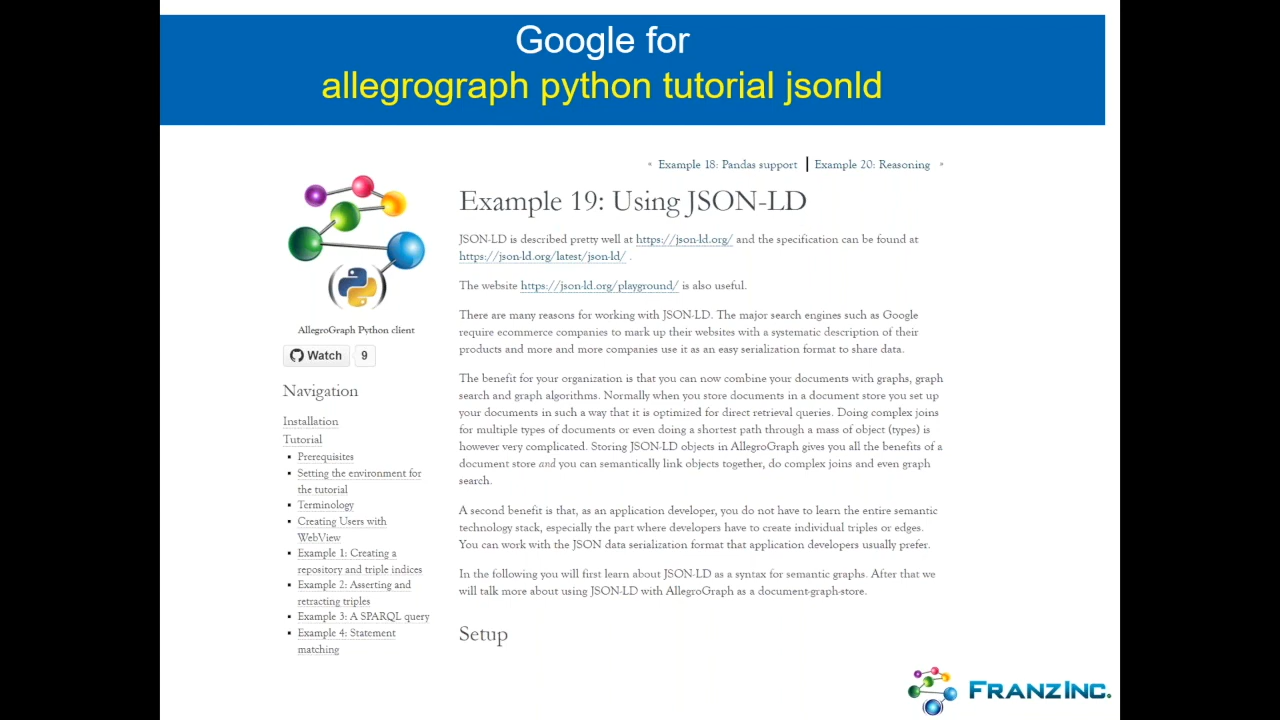 Google for
allegrograph python tutorial jsonld
« Example 18: Pandas support | Example 20: Reasoning »
Example 19: Using JSON-LD
JSON-LD is described pretty well at https://json-ld.org/ and the specification can be found at
https://json-ld.org/latest/json-ld/ .
The website https://json-ld.org/playground/ is also useful.
There are many reasons for working with JSON-LD. The major search engines such as Google
require ecommerce companies to mark up their websites with a systematic description of their
products and more and more companies use it as an easy serialization format to share data.
The benefit for your organization is that you can now combine your documents with graphs, graph
search and graph algorithms. Normally when you store documents in a document store you set up
your documents in such a way that it is optimized for direct retrieval queries. Doing complex joins
for multiple types of documents or even doing a shortest path through a mass of object (types) is
however very complicated. Storing JSON-LD objects in AllegroGraph gives you all the benefits of a
document store and you can semantically link objects together, do complex joins and even graph
search.
A second benefit is that, as an application developer, you do not have to learn the entire semantic
technology stack, especially the part where developers have to create individual triples or edges.
You can work with the JSON data serialization format that application developers usually prefer.
In the following you will first learn about JSON-LD as a syntax for semantic graphs. After that we
will talk more about using JSON-LD with AllegroGraph as a document-graph-store.
Setup
AllegroGraph Python client
Watch 9
Navigation
Installation
Tutorial
Prerequisites
Setting the environment for
the tutorial
Terminology
Creating Users with
WebView
Example 1: Creating a
repository and triple indices
Example 2: Asserting and
retracting triples
Example 3: A SPARQL query
Example 4: Statement
matching
FRANZINC.